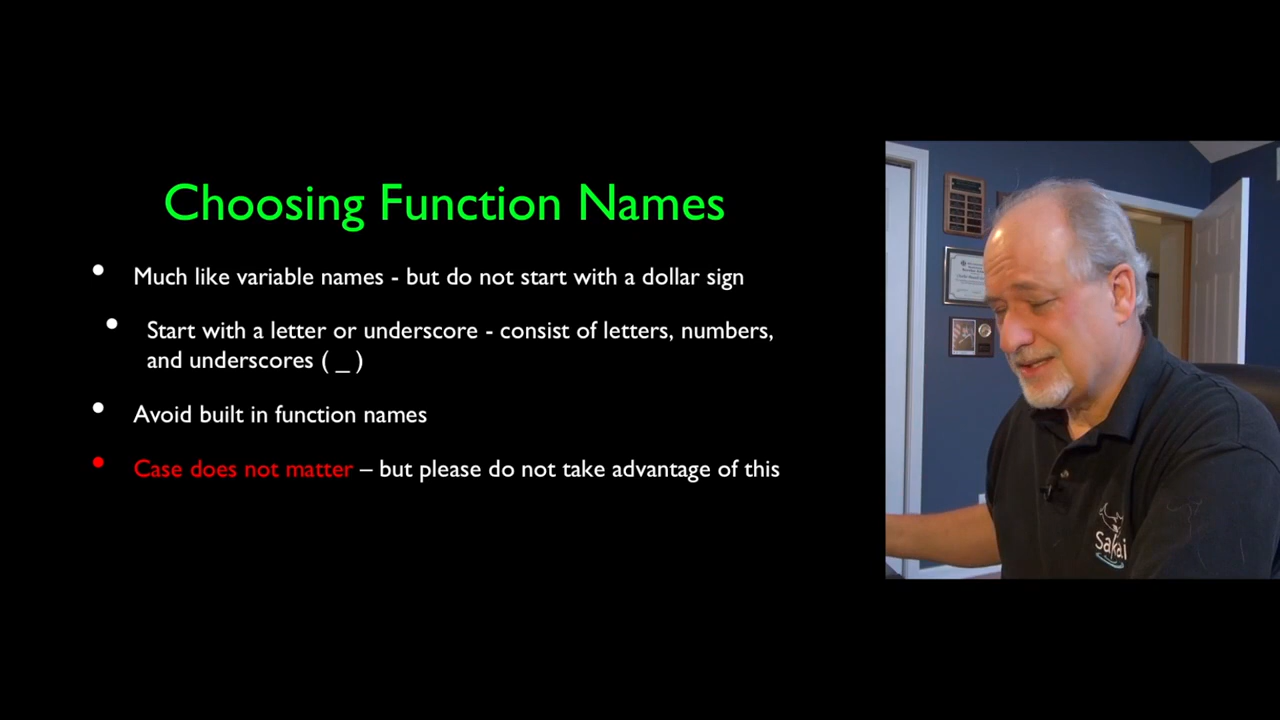 Choosing Function Names
• Much like variable names - but do not start with a dollar sign
• Start with a letter or underscore - consist of letters, numbers,
and underscores ( _ )
• Avoid built in function names
• Case does not matter – but please do not take advantage of this
Sakai